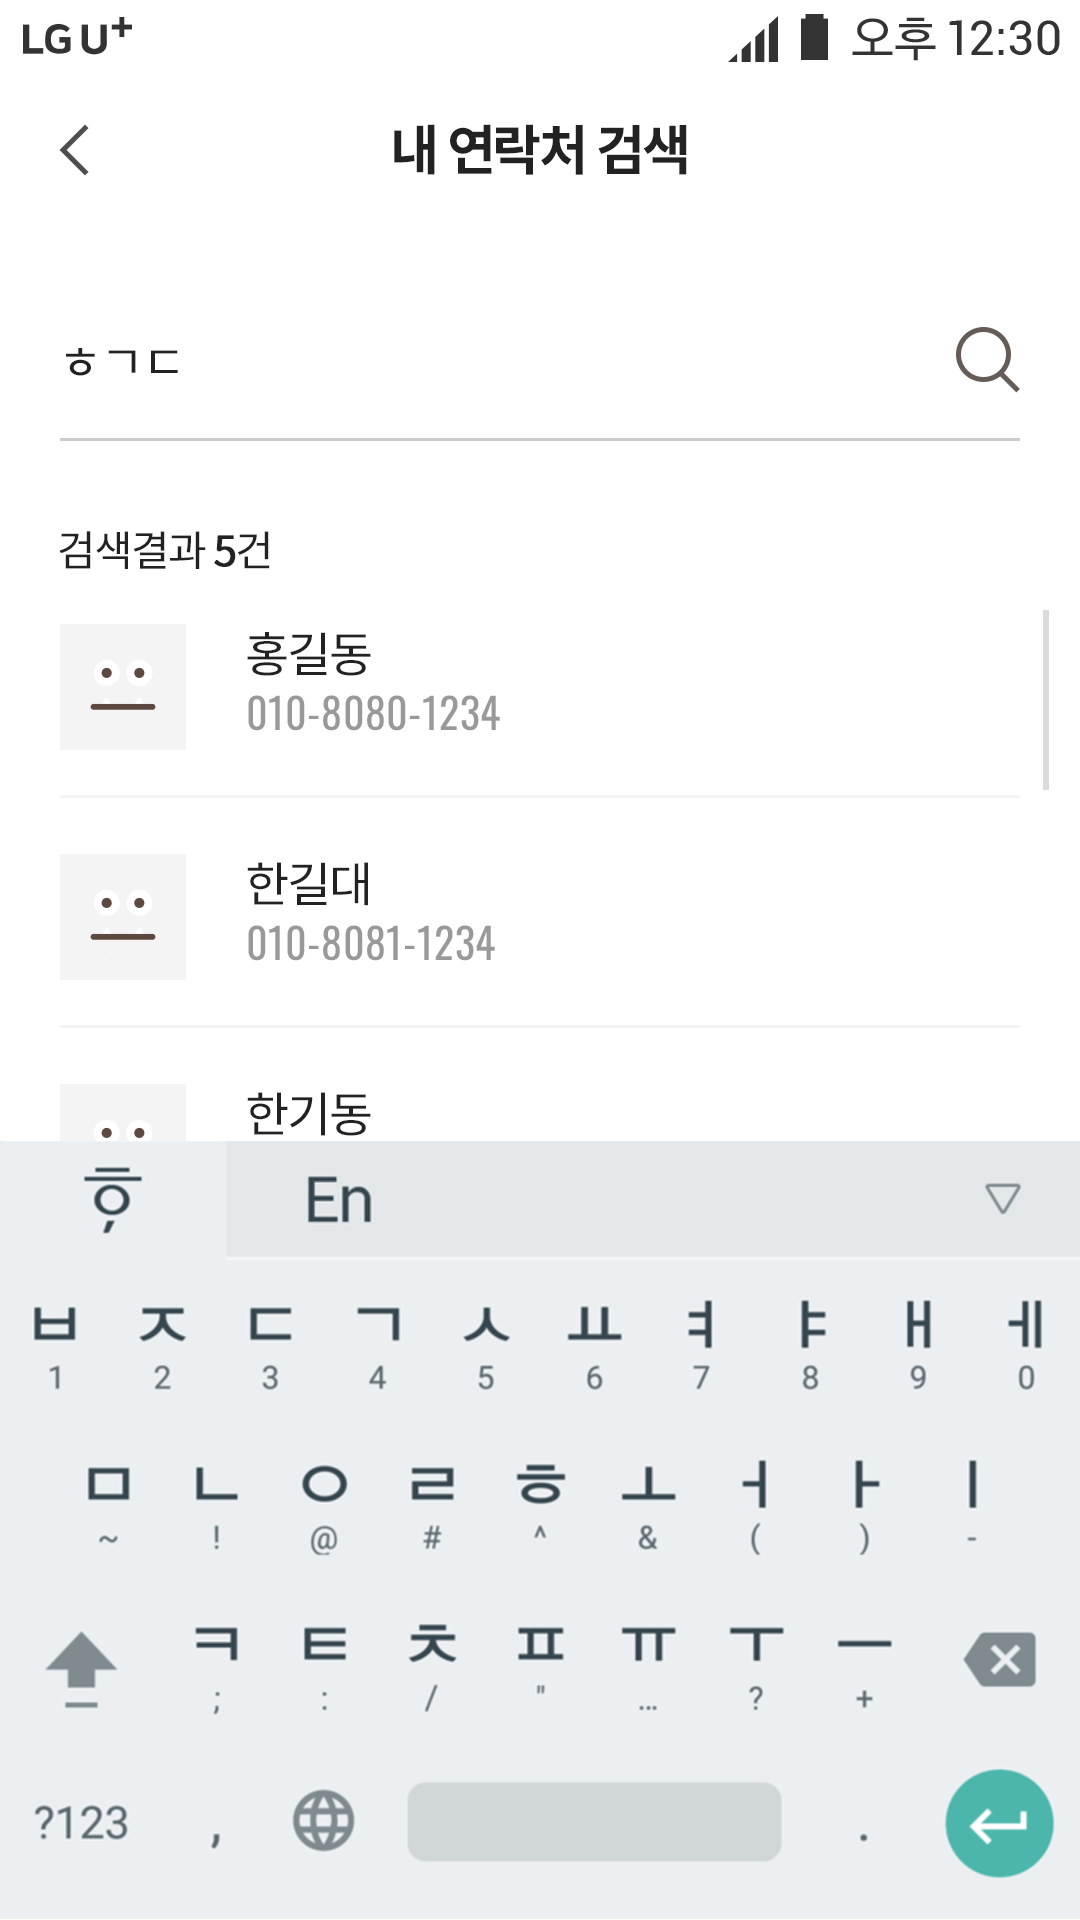 LG U+ 오후 12:30
내 연락처 검색
ㅎㄱㄷ
검색결과 5건
홍길동
010-8080-1234
한길대
010-8081-1234
한기동
ㅎ, En
ㅂ ㅈ ㄷ ㄱ ㅅ ㅛ ㅕ ㅑ ㅐ ㅔ
1 2 3 4 5 6 7 8 9 0
ㅁ ㄴ ㅇ ㄹ ㅎ ㅗ ㅓ ㅏ ㅣ
~ ! @ # ^ & ( ) -
ㅋ ㅌ ㅊ ㅍ ㅠ ㅜ ㅡ
; : / " … ? +
?123 , .